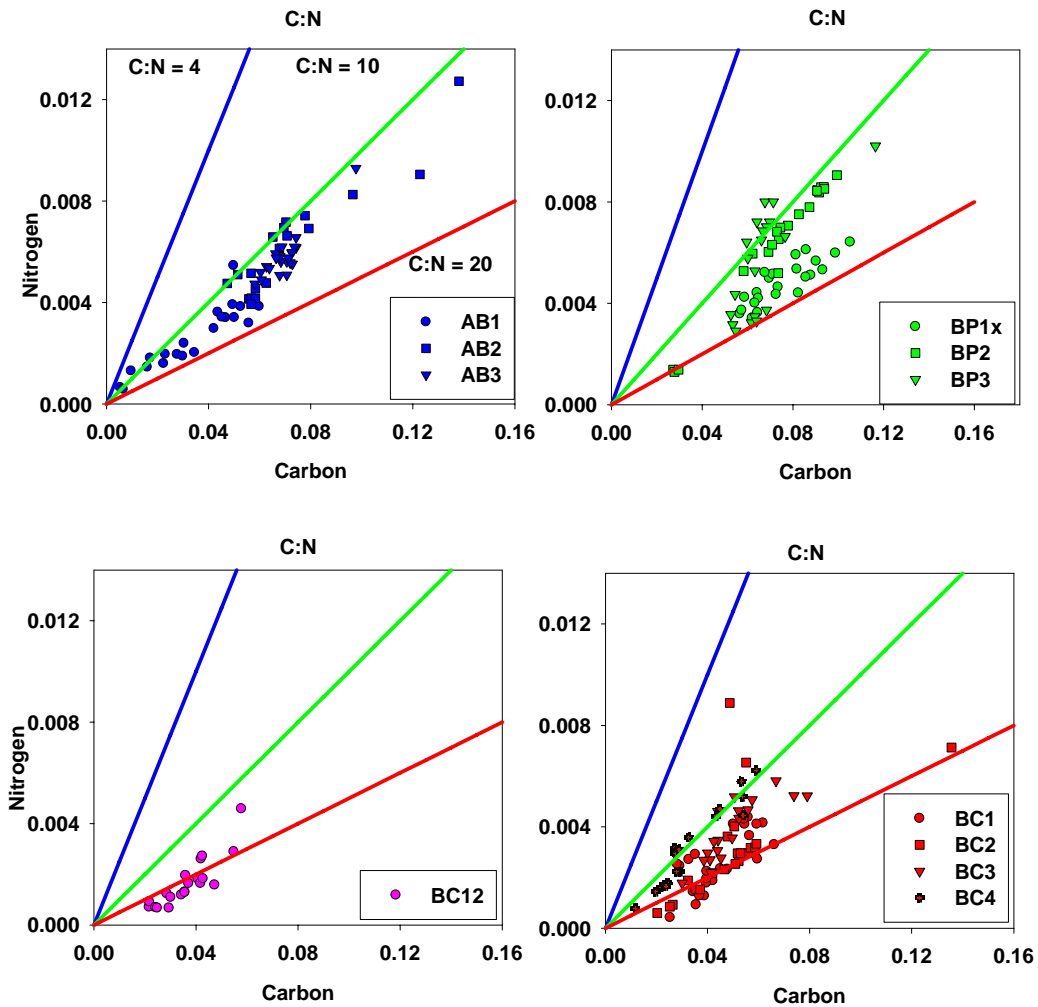 C:N
C:N = 4
C:N = 10
C:N = 20
0.012
0.008
0.004
0.000
Nitrogen
AB1
AB2
AB3
0.00 0.04 0.08 0.12 0.16
Carbon
C:N
0.012
0.008
0.004
0.000
BP1x
BP2
BP3
0.00 0.04 0.08 0.12 0.16
Carbon
C:N
0.012
0.008
0.004
0.000
Nitrogen
BC12
0.00 0.04 0.08 0.12 0.16
Carbon
C:N
0.012
0.008
0.004
0.000
BC1
BC2
BC3
BC4
0.00 0.04 0.08 0.12 0.16
Carbon